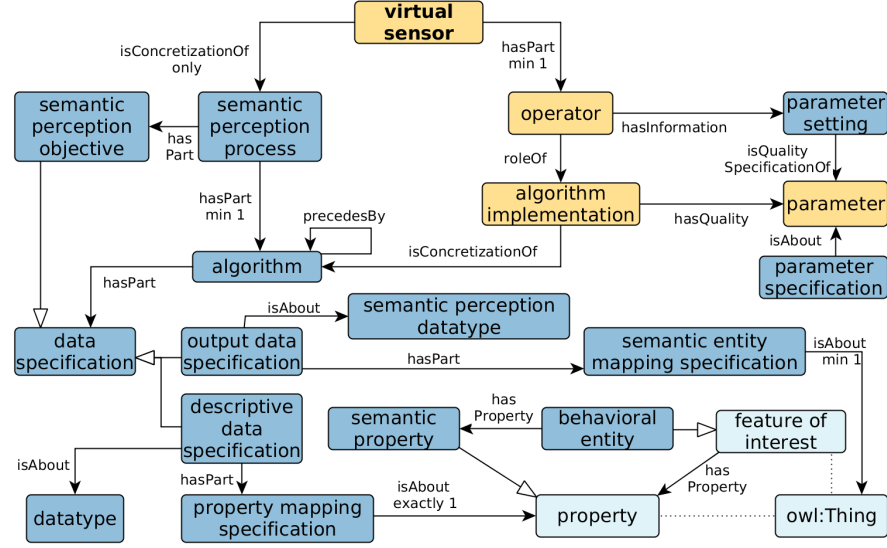 virtual
sensor
isConcretizationOf
only
hasPart
min 1
semantic
perception
objective
has
Part
semantic
perception
process
operator
hasInformation
parameter
setting
roleOf
isQuality
SpecificationOf
hasPart
min 1
algorithm
implementation
hasQuality
parameter
precedesBy
isConcretizationOf
isAbout
algorithm
hasPart
parameter
specification
isAbout
semantic perception
datatype
data
specification
output data
specification
hasPart
semantic entity
mapping specification
isAbout
min 1
descriptive
data
specification
semantic
property
has
Property
behavioral
entity
feature of
interest
isAbout
hasPart
isAbout
exactly 1
has
Property
datatype
property mapping
specification
property
owl:Thing